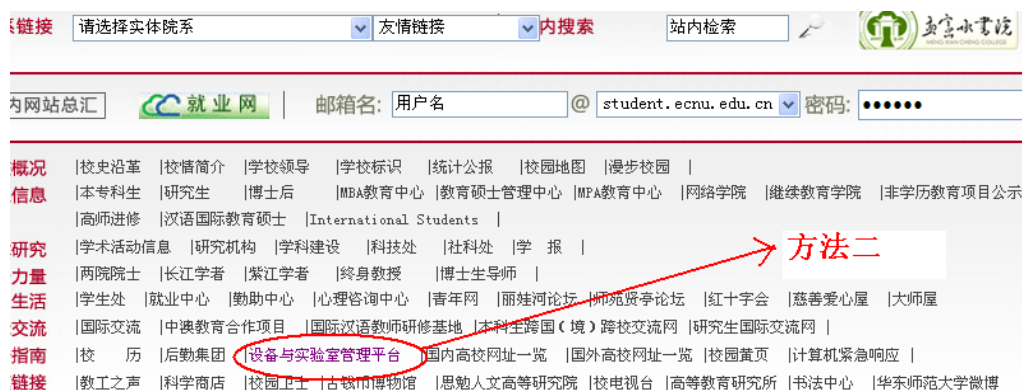 链接 请选择实体院系 友情链接 内搜索 站内检索 孟宪承书院
MENG XIAN CHENG COLLEGE
内网站总汇 就业网 邮箱名: 用户名 @ student.ecnu.edu.cn 密码: ●●●●●●
概况 |校史沿革 |校情简介 |学校领导 |学校标识 |统计公报 |校园地图 |漫步校园 |
信息 |本专科生 |研究生 |博士后 |MBA教育中心 |教育硕士管理中心 |MPA教育中心 |网络学院 |继续教育学院 |非学历教育项目公示
|高师进修 |汉语国际教育硕士 |International Students |
研究 |学术活动信息 |研究机构 |学科建设 |科技处 |社科处 |学 报 |
方法二
力量 |两院院士 |长江学者 |紫江学者 |终身教授 |博士生导师 |
生活 |学生处 |就业中心 |勤助中心 |心理咨询中心 |青年网 |丽娃河论坛 |师苑贤亭论坛 |红十字会 |慈善爱心屋 |大师屋
交流 |国际交流 |中澳教育合作项目 |国际汉语教师研修基地 |本科生跨国(境)跨校交流网 |研究生国际交流网 |
指南 |校 历 |后勤集团 |设备与实验室管理平台 |国内高校网址一览 |国外高校网址一览 |校园黄页 |计算机紧急响应 |
链接 |教工之声 |科学商店 |校园卫士 |古钱币博物馆 |思勉人文高等研究院 |校电视台 |高等教育研究所 |书法中心 |华东师范大学微博